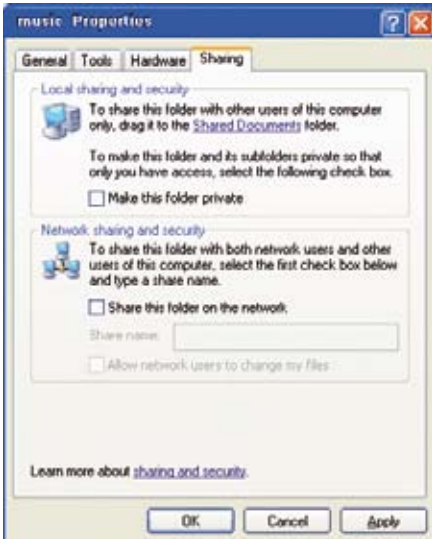 music Properties
General Tools Hardware Sharing
Local sharing and security
To share this folder with other users of this computer
only, drag it to the Shared Documents folder.
To make this folder and its subfolders private so that
only you have access, select the following check box.
Make this folder private
Network sharing and security
To share this folder with both network users and other
users of this computer, select the first check box below
and type a share name.
Share this folder on the network
Share name:
Allow network users to change my files
Learn more about sharing and security.
OK Cancel Apply